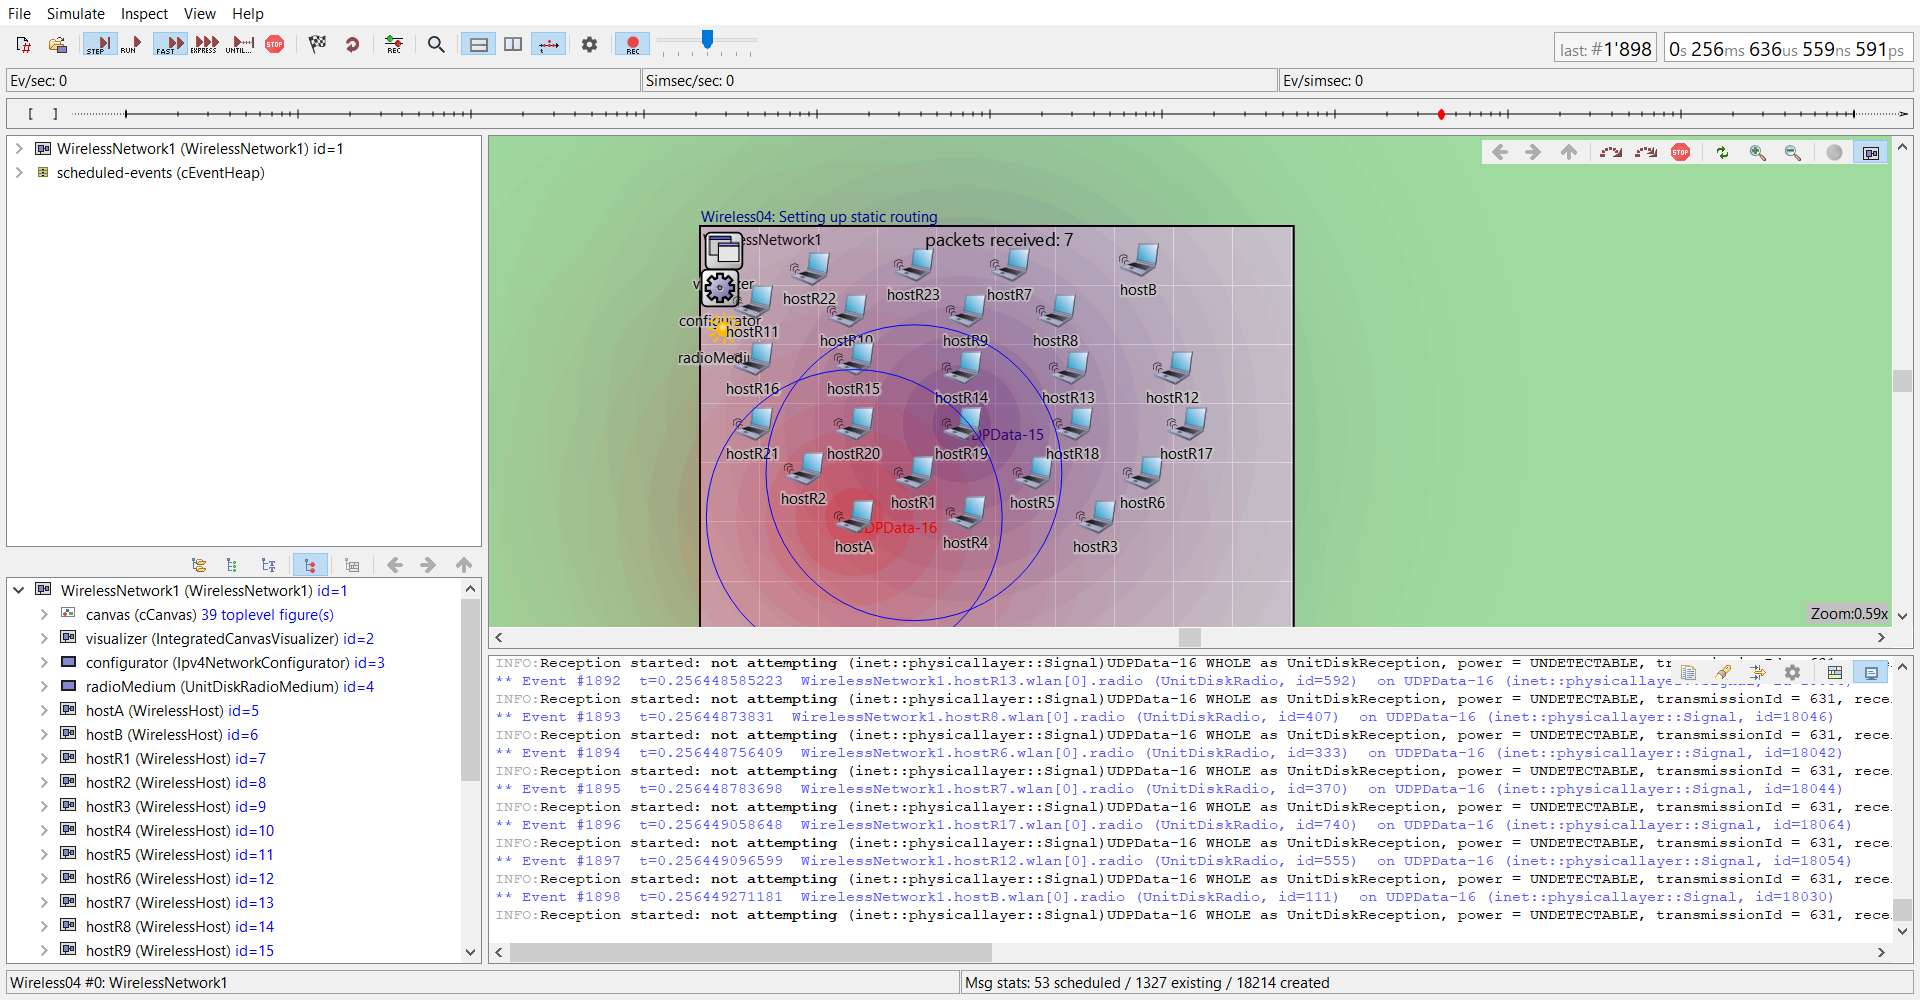 File Simulate Inspect View Help
STEP RUN FAST EXPRESS UNTIL... STOP REC REC
last: #1'898 0s 256ms 636us 559ns 591ps
Ev/sec: 0 Simsec/sec: 0 Ev/simsec: 0
[ ]
WirelessNetwork1 (WirelessNetwork1) id=1
scheduled-events (cEventHeap)
WirelessNetwork1 (WirelessNetwork1) id=1
canvas (cCanvas) 39 toplevel figure(s)
visualizer (IntegratedCanvasVisualizer) id=2
configurator (Ipv4NetworkConfigurator) id=3
radioMedium (UnitDiskRadioMedium) id=4
hostA (WirelessHost) id=5
hostB (WirelessHost) id=6
hostR1 (WirelessHost) id=7
hostR2 (WirelessHost) id=8
hostR3 (WirelessHost) id=9
hostR4 (WirelessHost) id=10
hostR5 (WirelessHost) id=11
hostR6 (WirelessHost) id=12
hostR7 (WirelessHost) id=13
hostR8 (WirelessHost) id=14
hostR9 (WirelessHost) id=15
STOP
Wireless04: Setting up static routing
essNetwork1 packets received: 7
hostR22 hostR23 hostR7 hostB
configurator hostR11 hostR10 hostR9 hostR8
radioMedi hostR16 hostR15 hostR14 hostR13 hostR12
DPData-15
hostR21 hostR20 hostR19 hostR18 hostR17
hostR2 hostR1 hostR5 hostR6
DPData-16
hostA hostR4 hostR3
Zoom:0.59x
INFO:Reception started: not attempting (inet::physicallayer::Signal)UDPData-16 WHOLE as UnitDiskReception, power = UNDETECTABLE,
** Event #1892 t=0.256448585223 WirelessNetwork1.hostR13.wlan[0].radio (UnitDiskRadio, id=592) on UDPData-16 (inet::physicallayer::Signal,
INFO:Reception started: not attempting (inet::physicallayer::Signal)UDPData-16 WHOLE as UnitDiskReception, power = UNDETECTABLE, transmissionId = 631, rece
** Event #1893 t=0.25644873831 WirelessNetwork1.hostR8.wlan[0].radio (UnitDiskRadio, id=407) on UDPData-16 (inet::physicallayer::Signal, id=18046)
INFO:Reception started: not attempting (inet::physicallayer::Signal)UDPData-16 WHOLE as UnitDiskReception, power = UNDETECTABLE, transmissionId = 631, rece
** Event #1894 t=0.256448756409 WirelessNetwork1.hostR6.wlan[0].radio (UnitDiskRadio, id=333) on UDPData-16 (inet::physicallayer::Signal, id=18042)
INFO:Reception started: not attempting (inet::physicallayer::Signal)UDPData-16 WHOLE as UnitDiskReception, power = UNDETECTABLE, transmissionId = 631, rece
** Event #1895 t=0.256448783698 WirelessNetwork1.hostR7.wlan[0].radio (UnitDiskRadio, id=370) on UDPData-16 (inet::physicallayer::Signal, id=18044)
INFO:Reception started: not attempting (inet::physicallayer::Signal)UDPData-16 WHOLE as UnitDiskReception, power = UNDETECTABLE, transmissionId = 631, rece
** Event #1896 t=0.256449058648 WirelessNetwork1.hostR17.wlan[0].radio (UnitDiskRadio, id=740) on UDPData-16 (inet::physicallayer::Signal, id=18064)
INFO:Reception started: not attempting (inet::physicallayer::Signal)UDPData-16 WHOLE as UnitDiskReception, power = UNDETECTABLE, transmissionId = 631, rece
** Event #1897 t=0.256449096599 WirelessNetwork1.hostR12.wlan[0].radio (UnitDiskRadio, id=555) on UDPData-16 (inet::physicallayer::Signal, id=18054)
INFO:Reception started: not attempting (inet::physicallayer::Signal)UDPData-16 WHOLE as UnitDiskReception, power = UNDETECTABLE, transmissionId = 631, rece
** Event #1898 t=0.256449271181 WirelessNetwork1.hostB.wlan[0].radio (UnitDiskRadio, id=111) on UDPData-16 (inet::physicallayer::Signal, id=18030)
INFO:Reception started: not attempting (inet::physicallayer::Signal)UDPData-16 WHOLE as UnitDiskReception, power = UNDETECTABLE, transmissionId = 631, rece
Wireless04 #0: WirelessNetwork1 Msg stats: 53 scheduled / 1327 existing / 18214 created